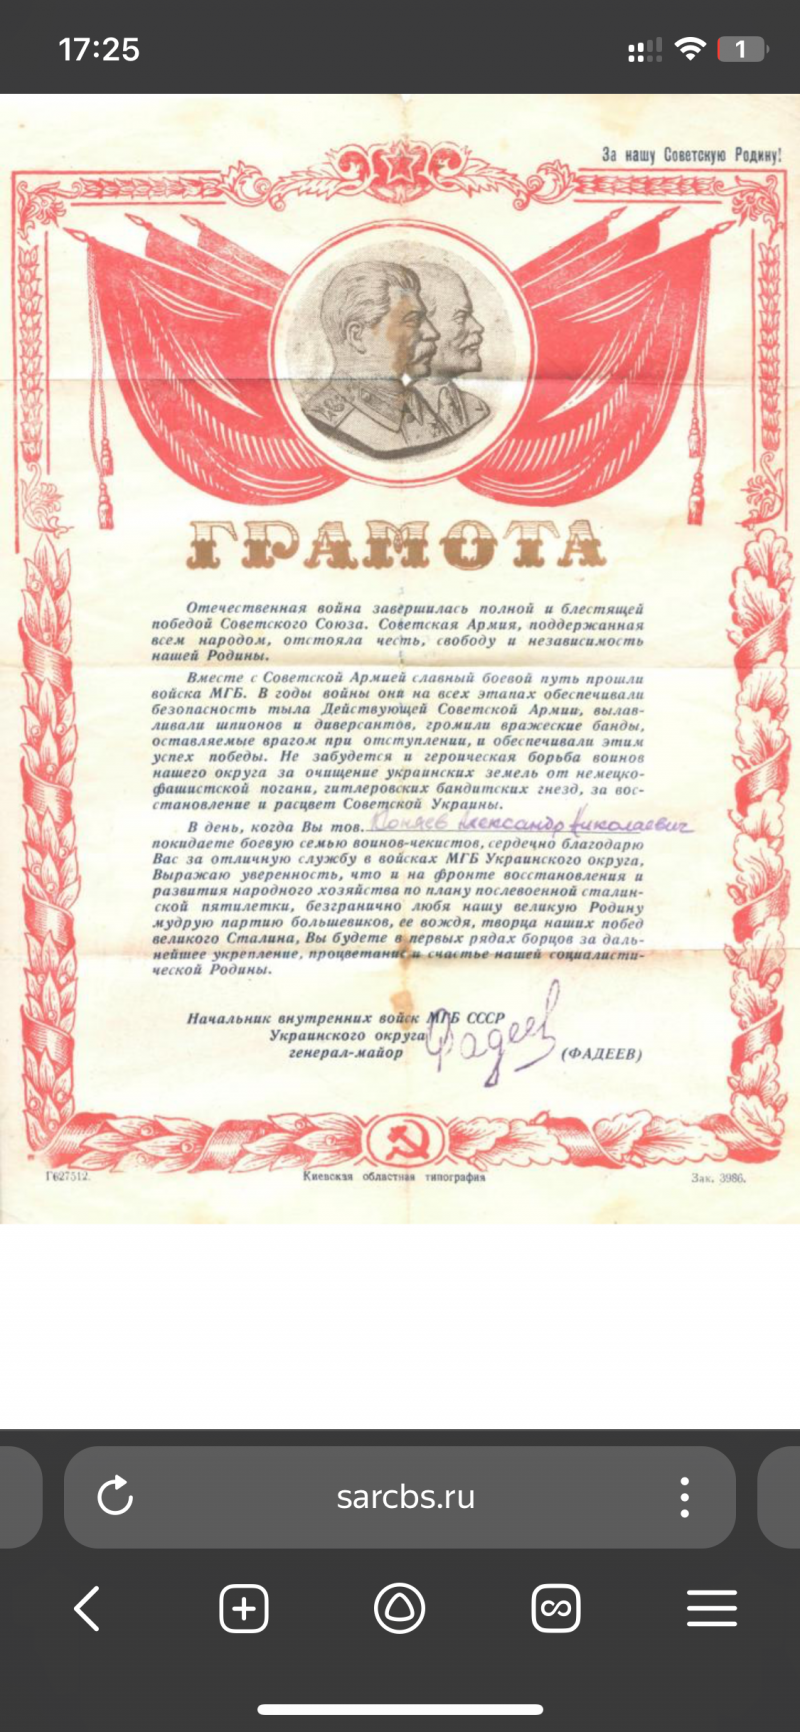 17:25
1
За нашу Советскую Родину!
ГРАМОТА
Отечественная война завершилась полной и блестящей
победой Советского Союза. Советская Армия, поддержанная
всем народом, отстояла честь, свободу и независимость
нашей Родины.
Вместе с Советской Армией славный боевой путь прошли
войска МГБ. В годы войны они на всех этапах обеспечивали
безопасность тыла Действующей Советской Армии, вылав-
ливали шпионов и диверсантов, громили вражеские банды,
оставляемые врагом при отступлении, и обеспечивали этим
успех победы. Не забудется и героическая борьба воинов
нашего округа за очищение украинских земель от немецко-
фашистской погани, гитлеровских бандитских гнезд, за вос-
становление и расцвет Советской Украины.
В день, когда Вы тов. Александр Николаевич
покидаете боевую семью воинов-чекистов, сердечно благодарю
Вас за отличную службу в войсках МГБ Украинского округа,
Выражаю уверенность, что и на фронте восстановления и
развития народного хозяйства по плану послевоенной сталин-
ской пятилетки, безгранично любя нашу великую Родину
мудрую партию большевиков, ее вождя, творца наших побед
великого Сталина, Вы будете в первых рядах борцов за даль-
нейшее укрепление, процветание и счастье нашей социалисти-
ческой Родины.
Начальник внутренних войск МГБ СССР
Украинского округа
генерал-майор Фадеев (ФАДЕЕВ)
Г627512. Киевская областная типография Зак. 3986.
sarcbs.ru